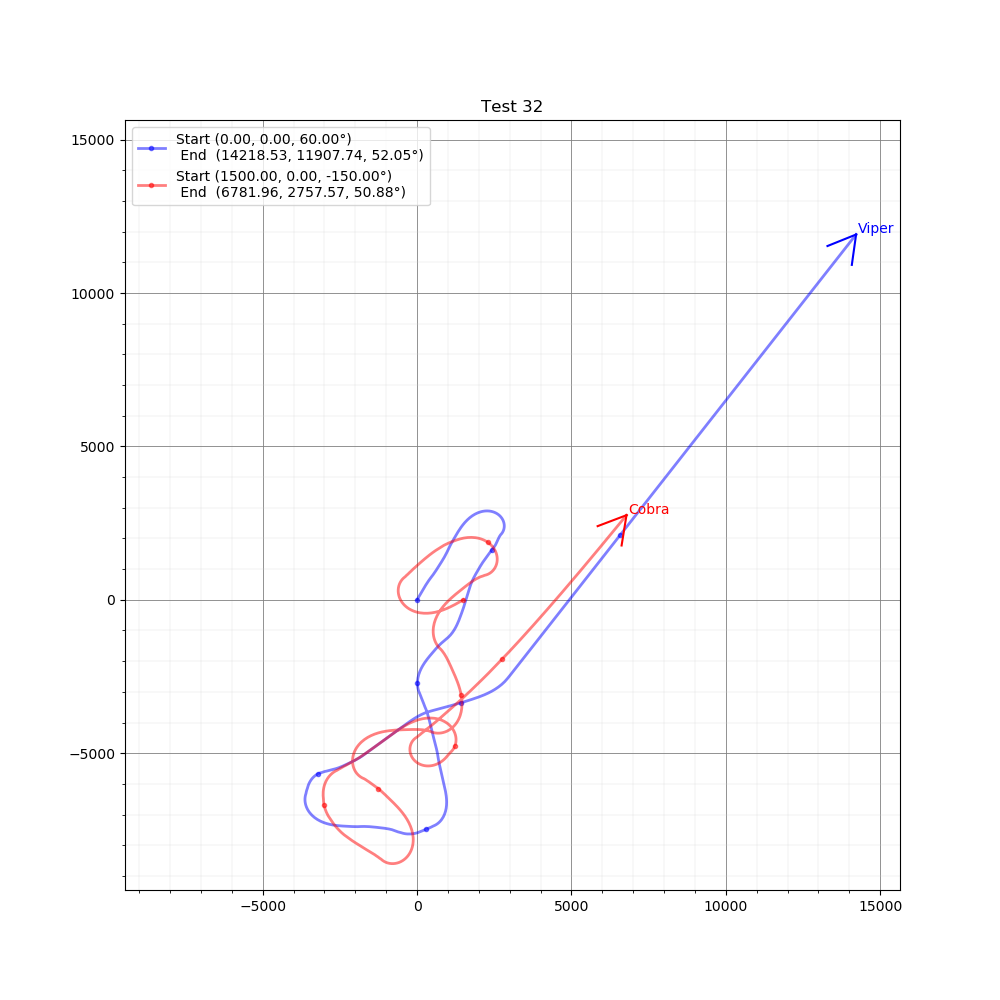 Test 32
Start (0.00, 0.00, 60.00°)
End  (14218.53, 11907.74, 52.05°)
Start (1500.00, 0.00, -150.00°)
End  (6781.96, 2757.57, 50.88°)
15000
10000
5000
0
−5000
Viper
Cobra
−5000
0
5000
10000
15000